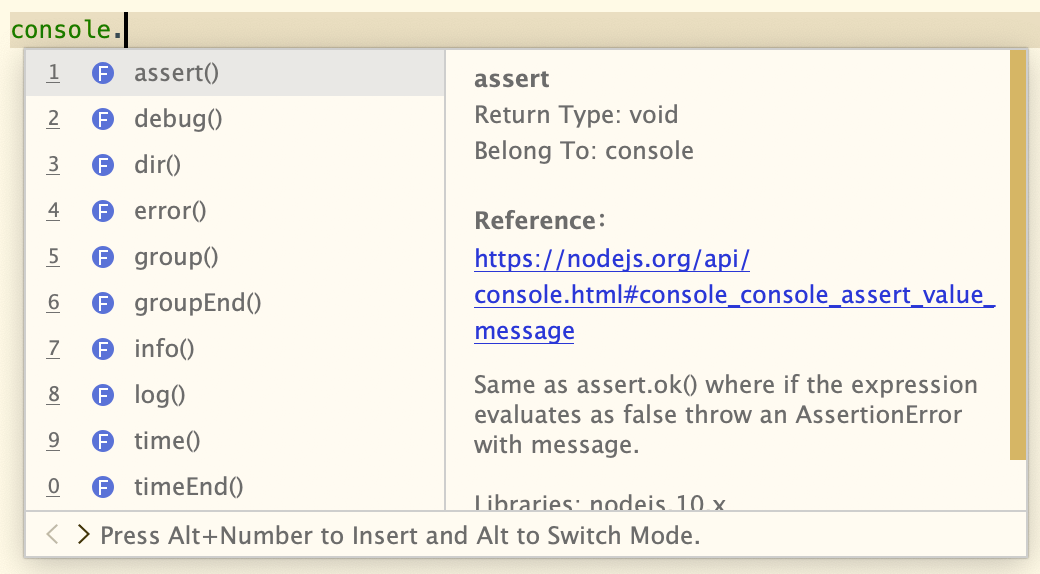 console.
1 F assert()
2 F debug()
3 F dir()
4 F error()
5 F group()
6 F groupEnd()
7 F info()
8 F log()
9 F time()
0 F timeEnd()
assert
Return Type: void
Belong To: console
Reference:
https://nodejs.org/api/
console.html#console_console_assert_value_
message
Same as assert.ok() where if the expression
evaluates as false throw an AssertionError
with message.
Libraries: nodejs 10.x
< > Press Alt+Number to Insert and Alt to Switch Mode.